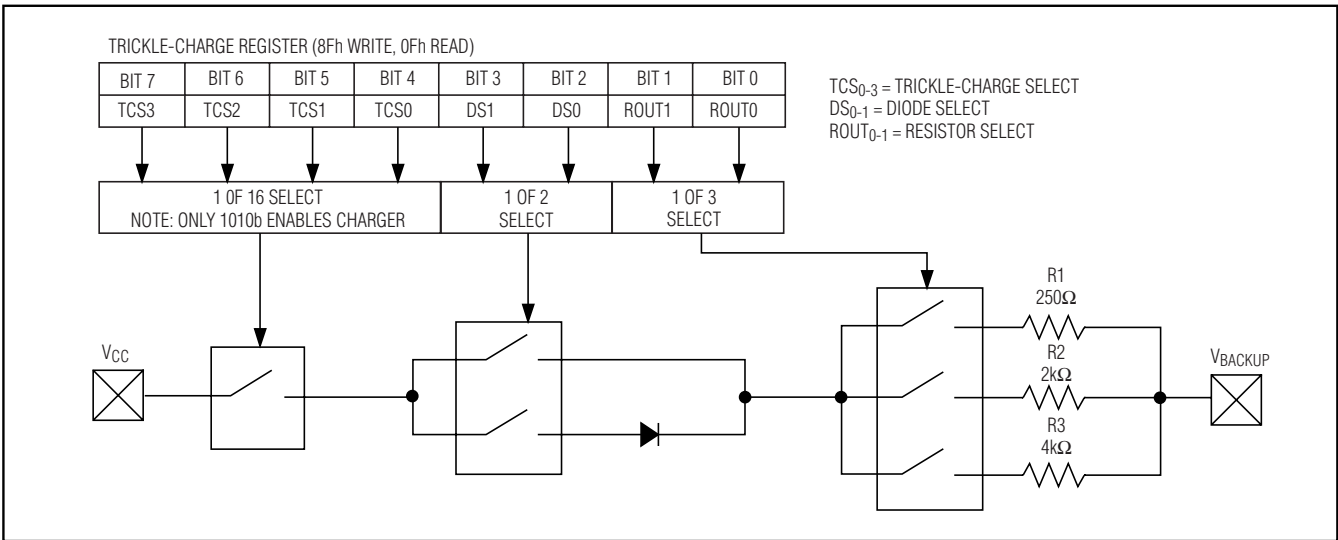 TRICKLE-CHARGE REGISTER (8Fh WRITE, 0Fh READ)
BIT 7 BIT 6 BIT 5 BIT 4 BIT 3 BIT 2 BIT 1 BIT 0
TCS3 TCS2 TCS1 TCS0 DS1 DS0 ROUT1 ROUT0
TCS0-3 = TRICKLE-CHARGE SELECT
DS0-1 = DIODE SELECT
ROUT0-1 = RESISTOR SELECT
1 0F 16 SELECT
NOTE: ONLY 1010b ENABLES CHARGER
1 OF 2
SELECT
1 OF 3
SELECT
VCC
R1
250Ω
R2
2kΩ
R3
4kΩ
VBACKUP